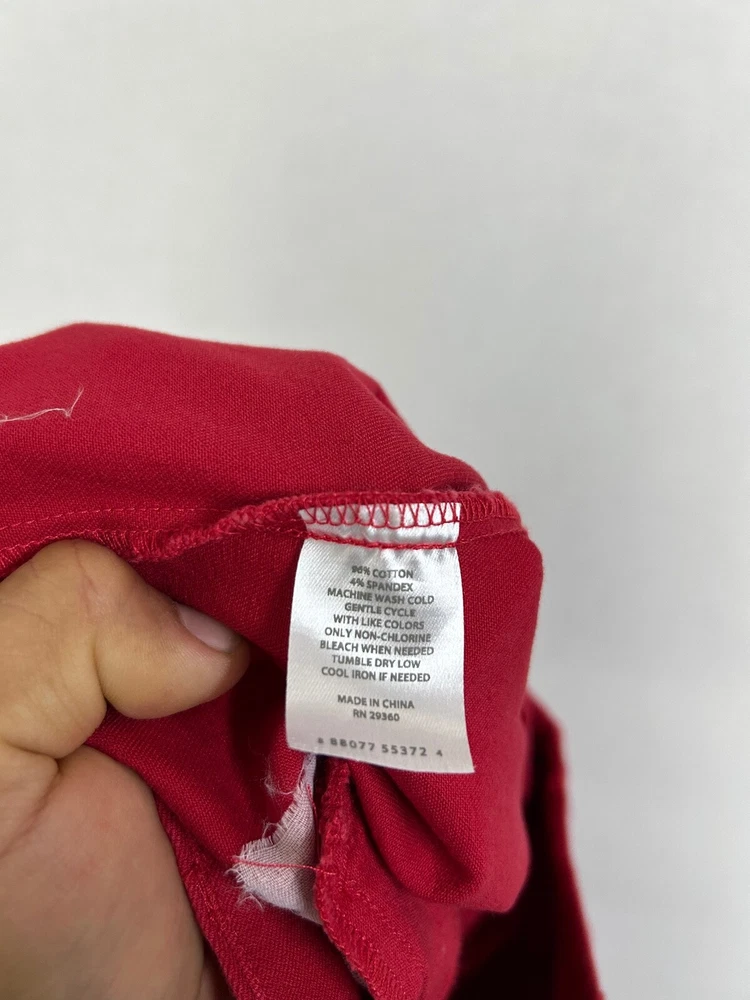 96% COTTON
4% SPANDEX
MACHINE WASH COLD
GENTLE CYCLE
WITH LIKE COLORS
ONLY NON-CHLORINE
BLEACH WHEN NEEDED
TUMBLE DRY LOW
COOL IRON IF NEEDED
MADE IN CHINA
RN 29360
8 88077 55372 4